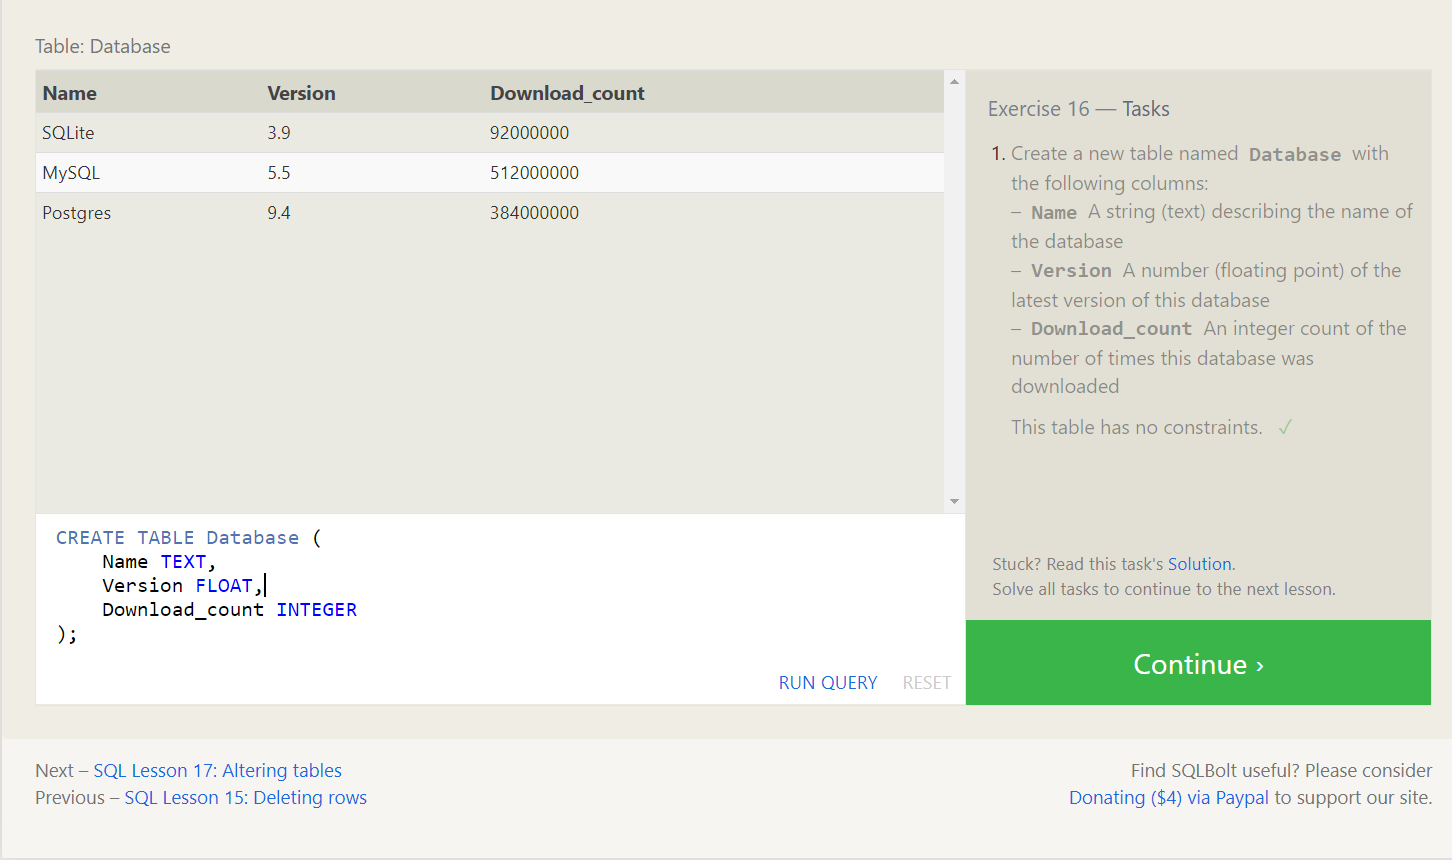 Table: Database
Name Version Download_count
SQLite 3.9 92000000
MySQL 5.5 512000000
Postgres 9.4 384000000
CREATE TABLE Database (
    Name TEXT,
    Version FLOAT,
    Download_count INTEGER
);
RUN QUERY RESET
Exercise 16 — Tasks
1. Create a new table named Database with
the following columns:
– Name A string (text) describing the name of
the database
– Version A number (floating point) of the
latest version of this database
– Download_count An integer count of the
number of times this database was
downloaded
This table has no constraints. ✓
Stuck? Read this task's Solution.
Solve all tasks to continue to the next lesson.
Continue ›
Next – SQL Lesson 17: Altering tables
Previous – SQL Lesson 15: Deleting rows
Find SQLBolt useful? Please consider
Donating ($4) via Paypal to support our site.